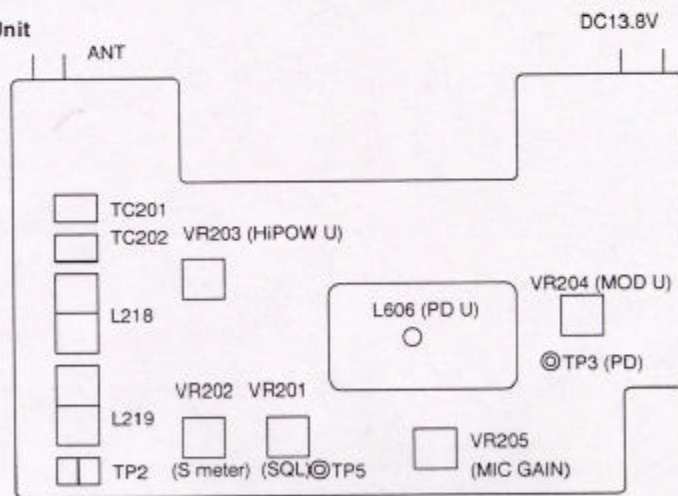 Unit
ANT
DC13.8V
TC201
TC202
VR203 (HiPOW U)
L218
L606 (PD U)
VR204 (MOD U)
TP3 (PD)
VR202
VR201
L219
VR205
TP2
(S meter)
(SQL)
TP5
(MIC GAIN)